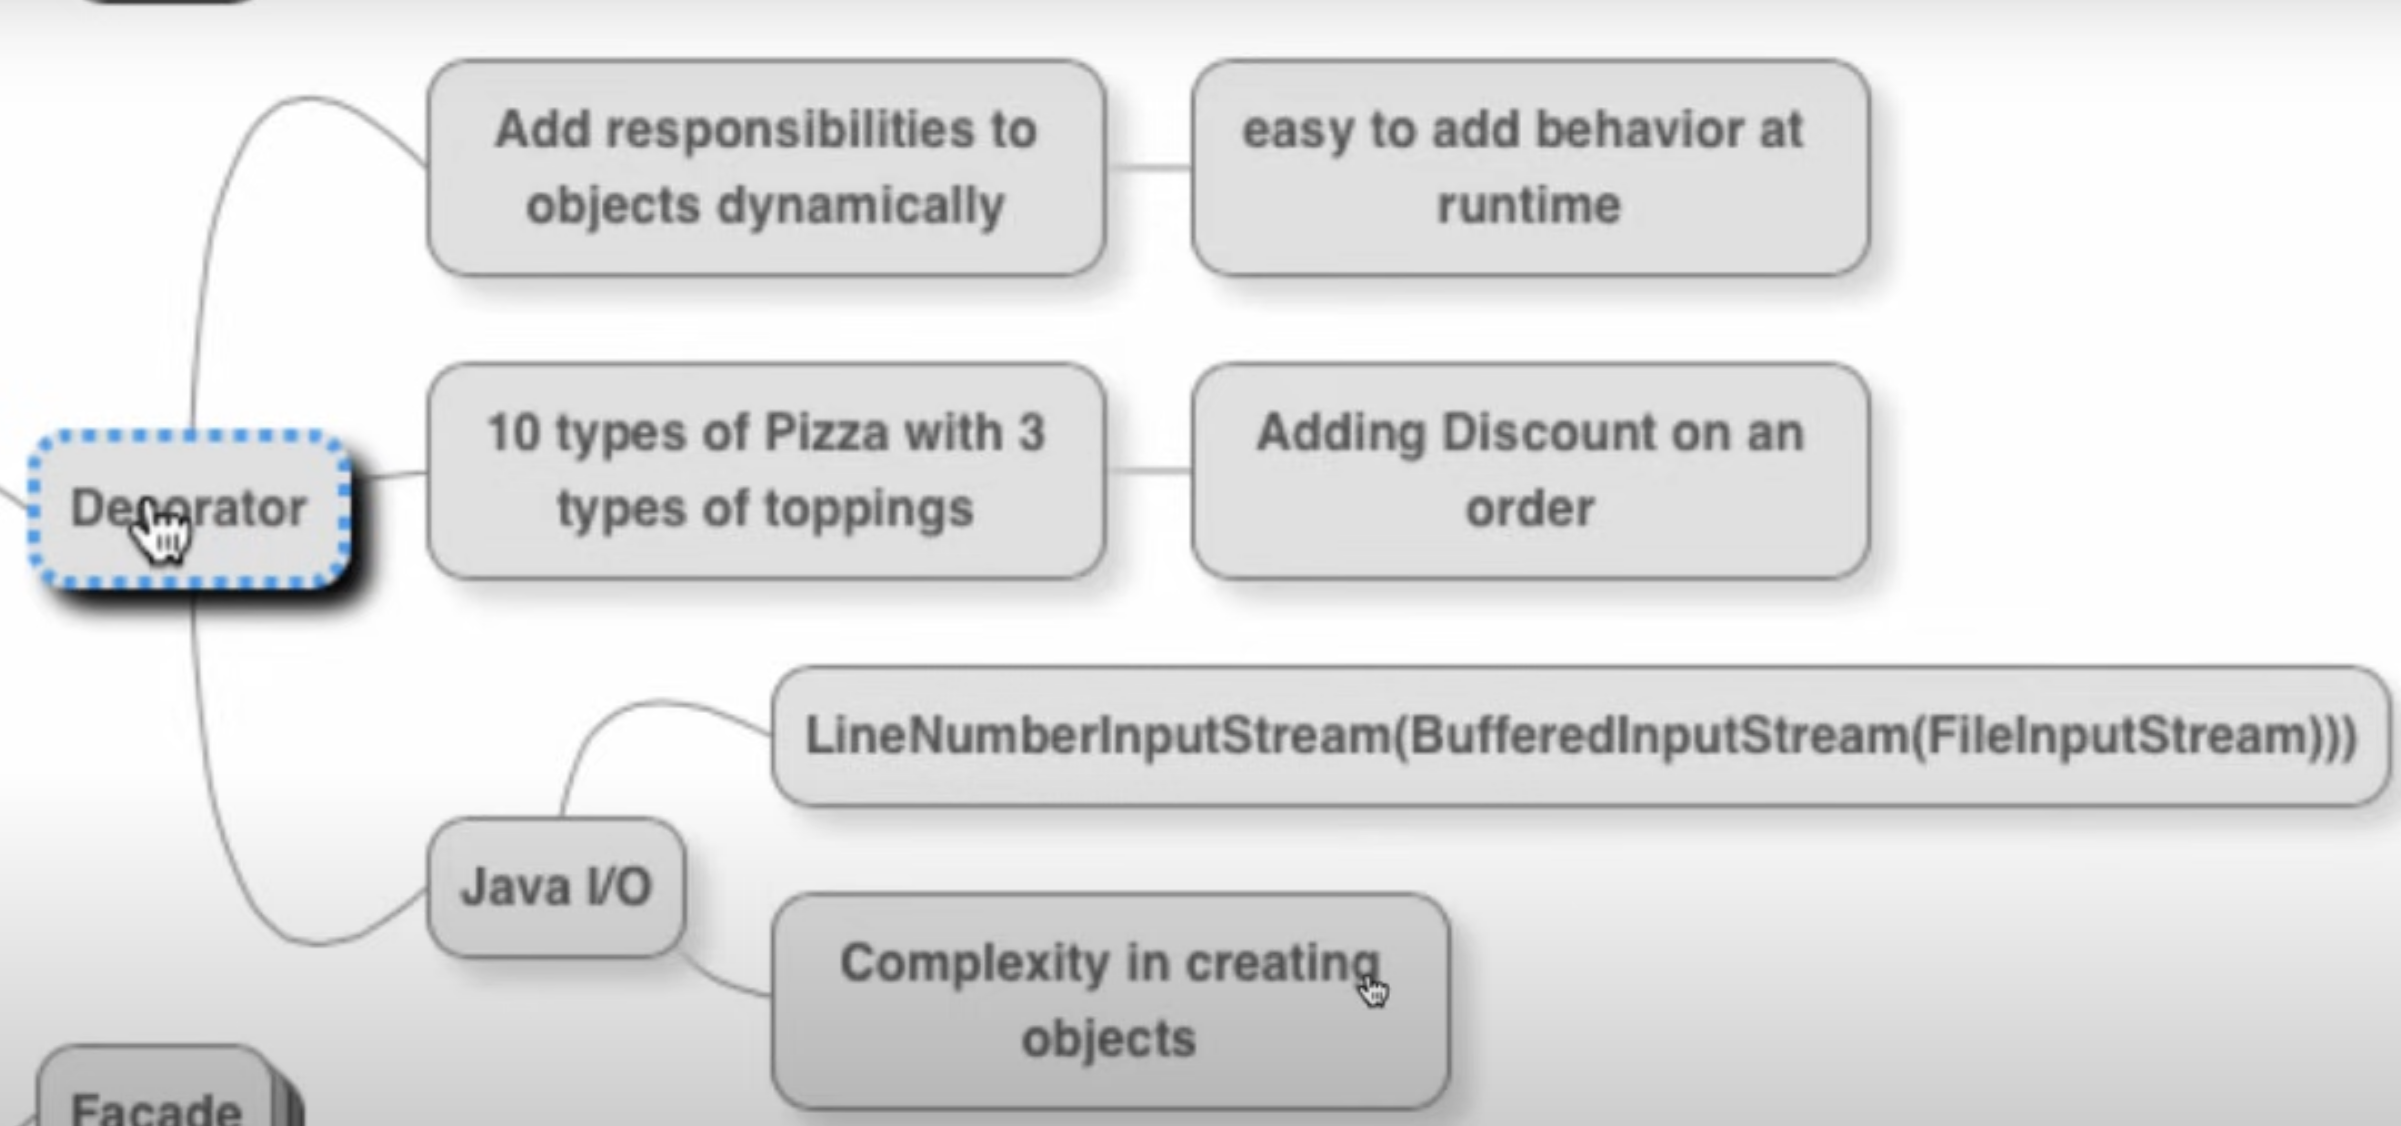 Add responsibilities to
objects dynamically
easy to add behavior at
runtime
Decorator
10 types of Pizza with 3
types of toppings
Adding Discount on an
order
Java I/O
LineNumberInputStream(BufferedInputStream(FileInputStream)))
Complexity in creating
objects
Facade